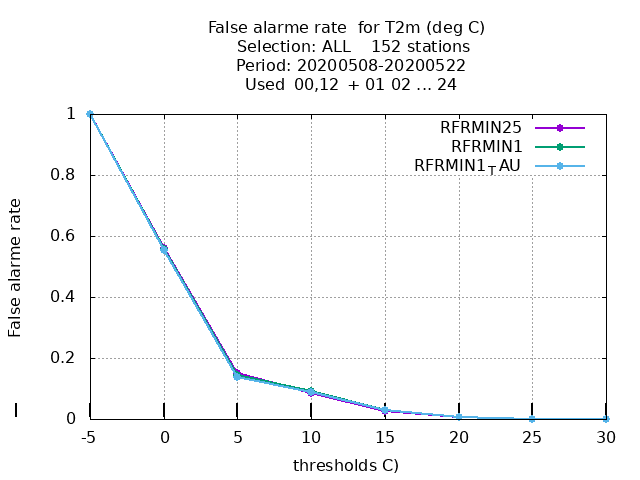 False alarme rate for T2m (deg C)
Selection: ALL 152 stations
Period: 20200508-20200522
Used 00,12 + 01 02 ... 24
RFRMIN25
RFRMIN1
RFRMIN1TAU
False alarme rate
1
0.8
0.6
0.4
0.2
0
-5 0 5 10 15 20 25 30
thresholds C)